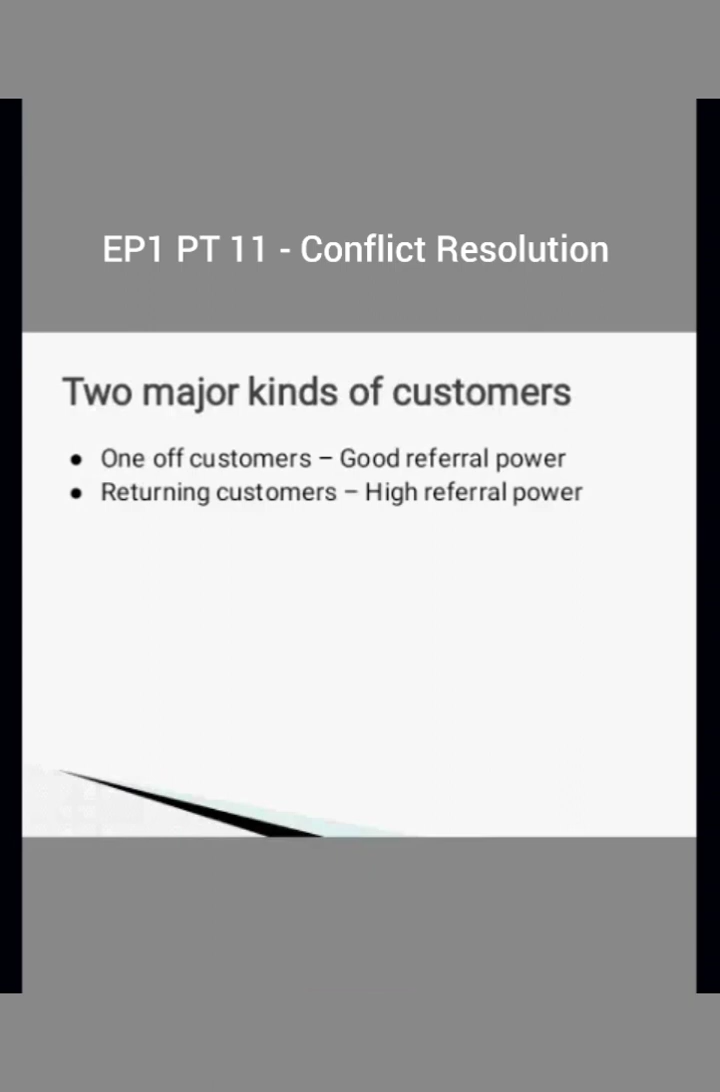 EP1 PT 11 - Conflict Resolution
Two major kinds of customers
● One off customers – Good referral power
● Returning customers – High referral power